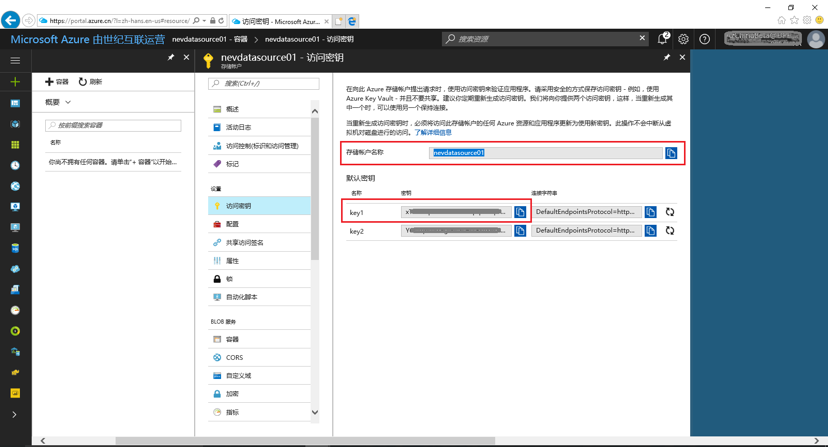 https://portal.azure.cn/?lr=zh-hans.en-us#resource/
访问密钥 - Microsoft Azu...
Microsoft Azure 由世纪互联运营
nevdatasource01 - 容器
nevdatasource01 - 访问密钥
搜索资源
容器
刷新
概要
按前缀搜索容器
名称
你尚不拥有任何容器。请单击“+ 容器”以开始...
nevdatasource01 - 访问密钥
存储帐户
搜索(Ctrl+/)
概述
活动日志
访问控制(标识和访问管理)
标记
设置
访问密钥
配置
共享访问签名
属性
锁
自动化脚本
BLOB 服务
容器
CORS
自定义域
加密
指标
在向此 Azure 存储帐户提出请求时，使用访问密钥来验证应用程序。请采用安全的方式保存访问密钥 - 例如，使用
Azure Key Vault - 并且不要共享。建议你定期重新生成访问密钥。我们将向你提供两个访问密钥，这样，当重新生成其
中一个时，可以使用另一个保持连接。
当重新生成访问密钥时，必须将访问此存储帐户的任何 Azure 资源和应用程序更新为使用新密钥。此操作不会中断从虚
拟机对磁盘进行的访问。了解详细信息
存储帐户名称
nevdatasource01
默认密钥
名称 密钥 连接字符串
key1 DefaultEndpointsProtocol=http...
key2 DefaultEndpointsProtocol=http...